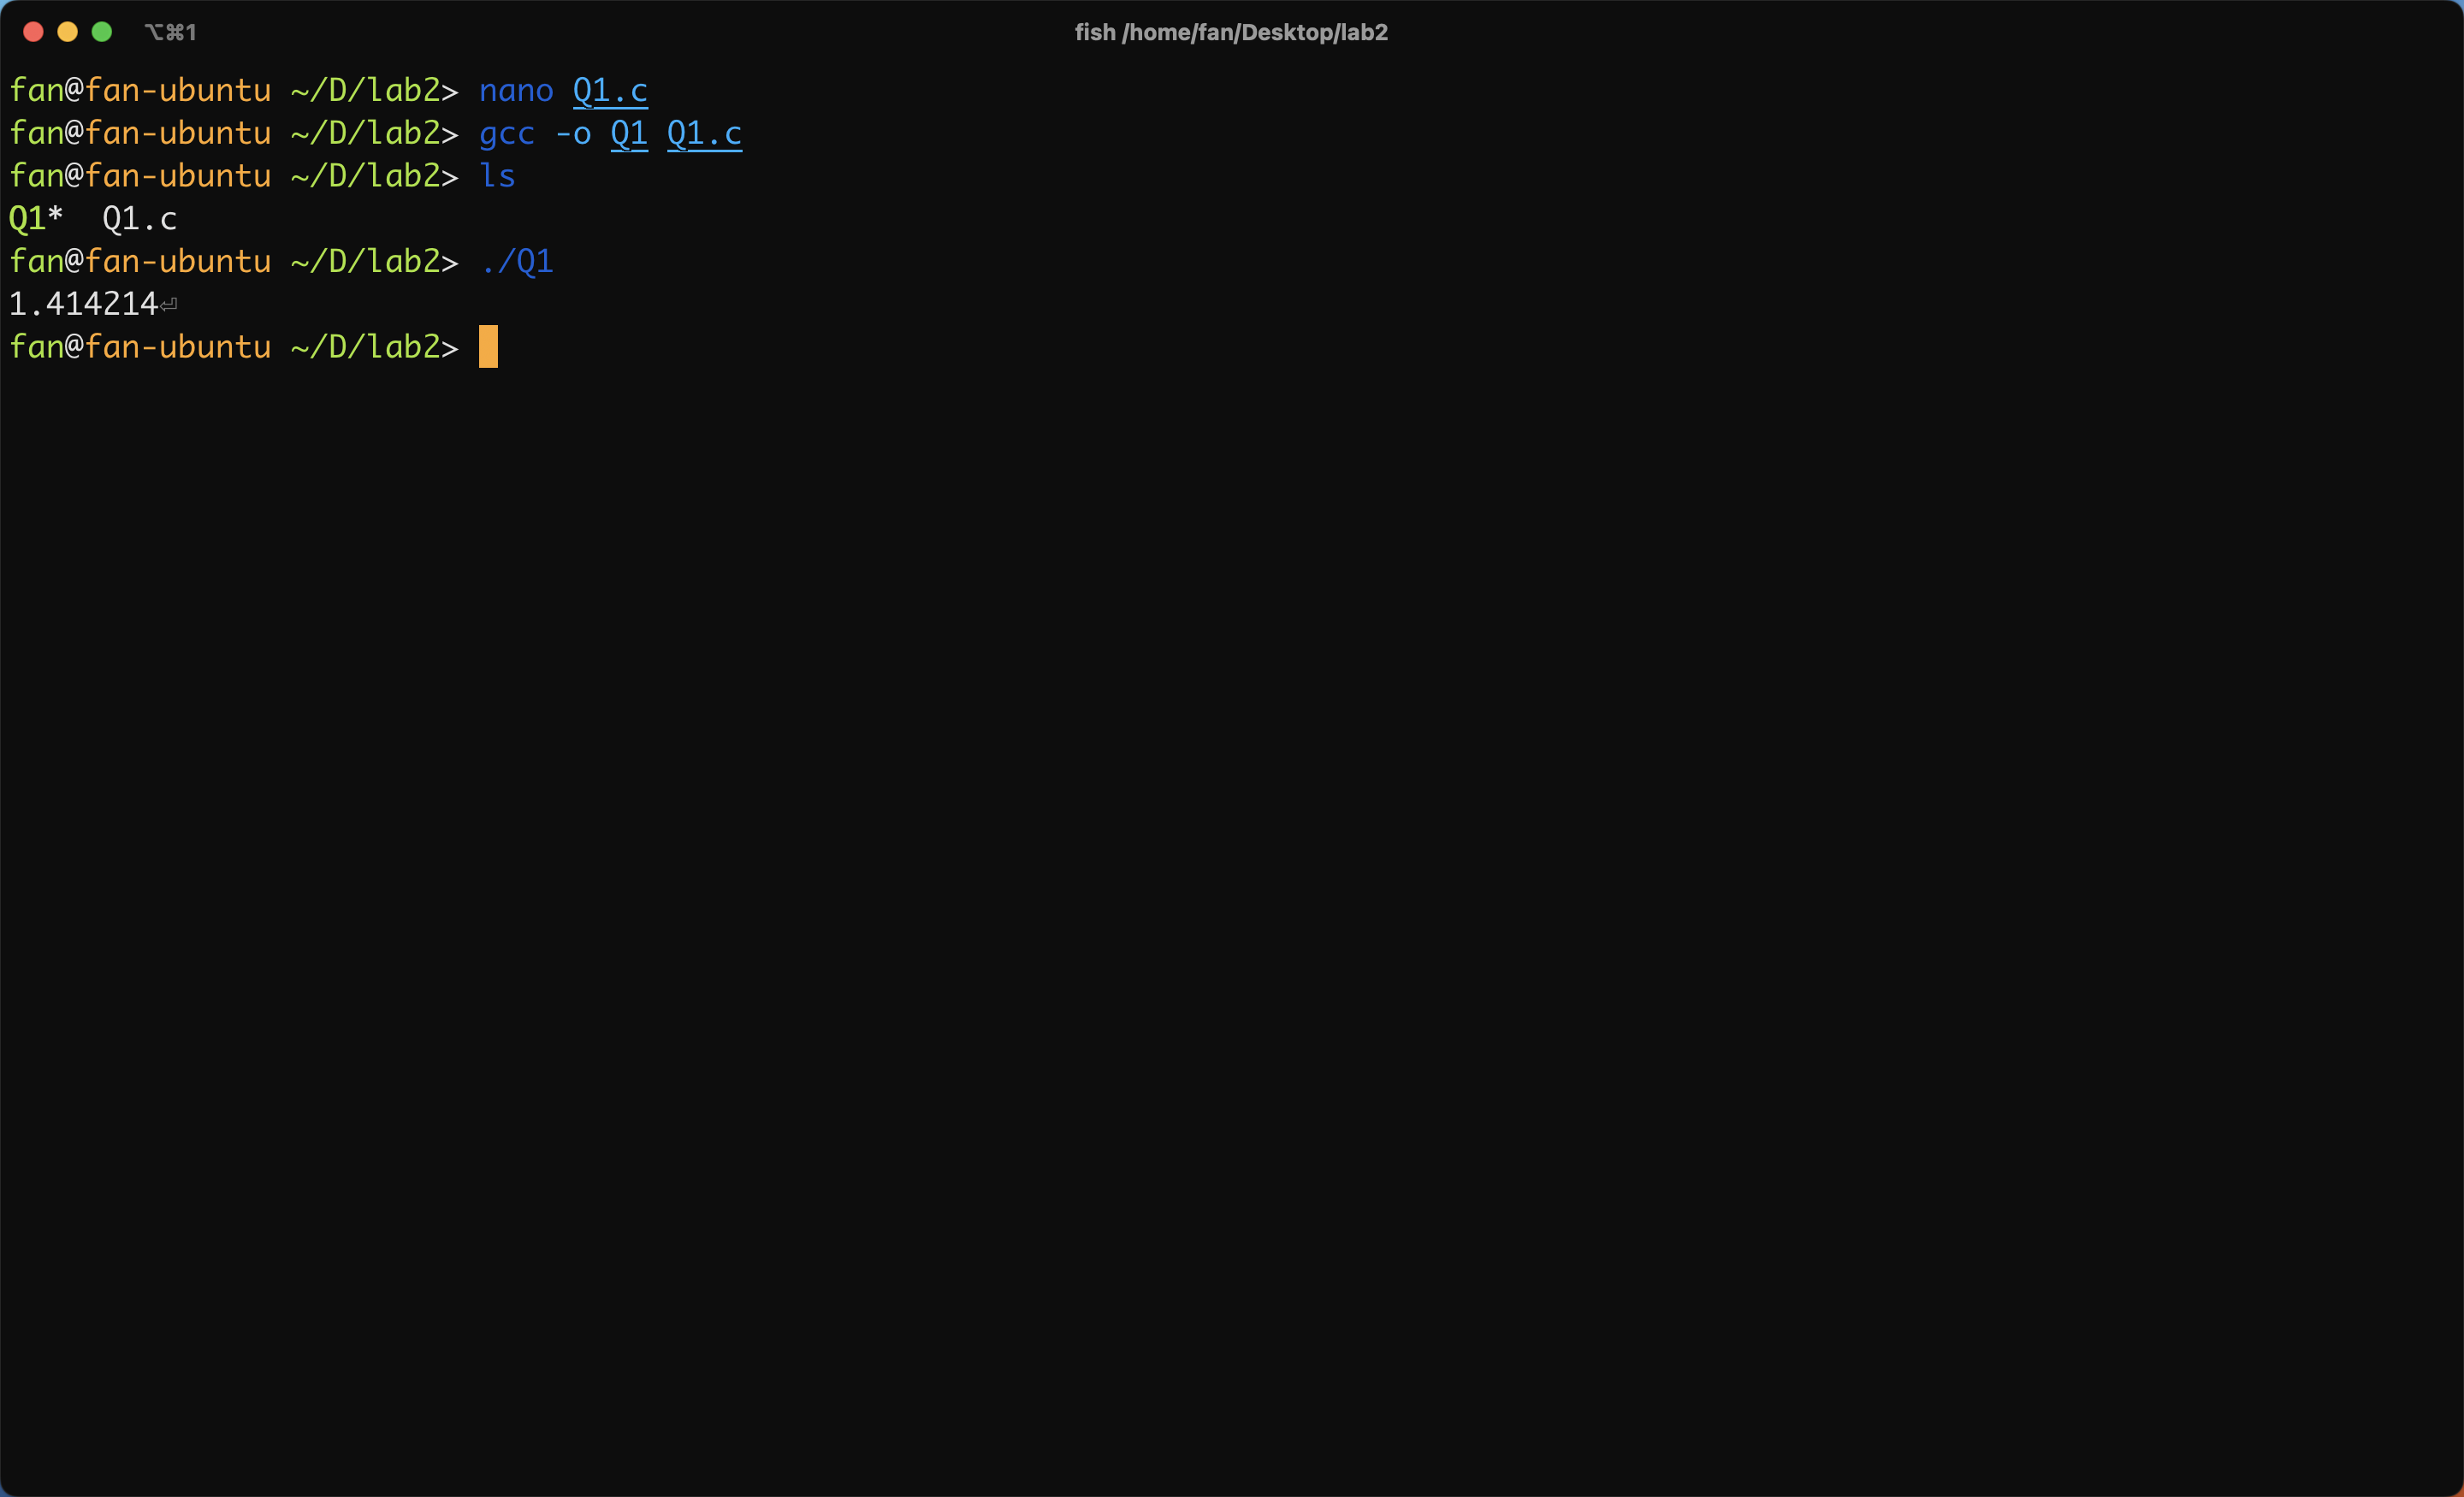 ⌥⌘1 fish /home/fan/Desktop/lab2
fan@fan-ubuntu ~/D/lab2> nano Q1.c
fan@fan-ubuntu ~/D/lab2> gcc -o Q1 Q1.c
fan@fan-ubuntu ~/D/lab2> ls
Q1*  Q1.c
fan@fan-ubuntu ~/D/lab2> ./Q1
1.414214⏎
fan@fan-ubuntu ~/D/lab2>